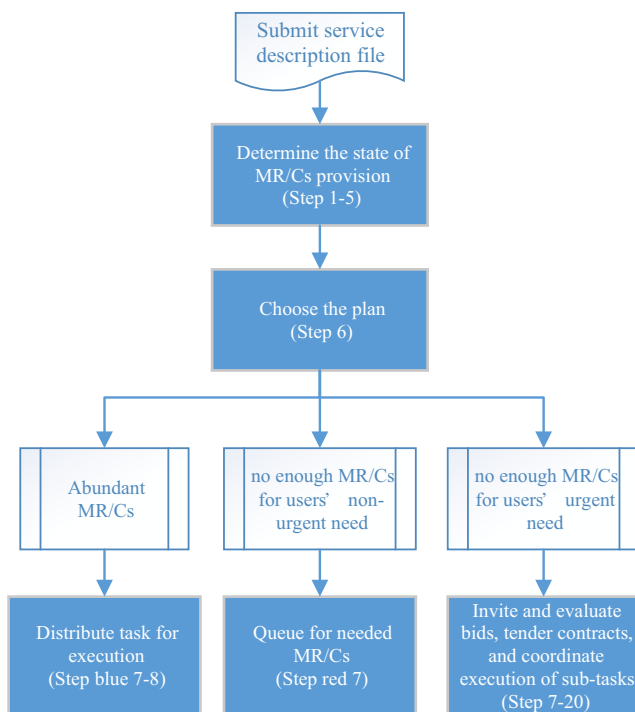 Submit service
description file
Determine the state of
MR/Cs provision
(Step 1-5)
Choose the plan
(Step 6)
Abundant
MR/Cs
no enough MR/Cs
for users' non-
urgent need
no enough MR/Cs
for users' urgent
need
Distribute task for
execution
(Step blue 7-8)
Queue for needed
MR/Cs
(Step red 7)
Invite and evaluate
bids, tender contracts,
and coordinate
execution of sub-tasks
(Step 7-20)